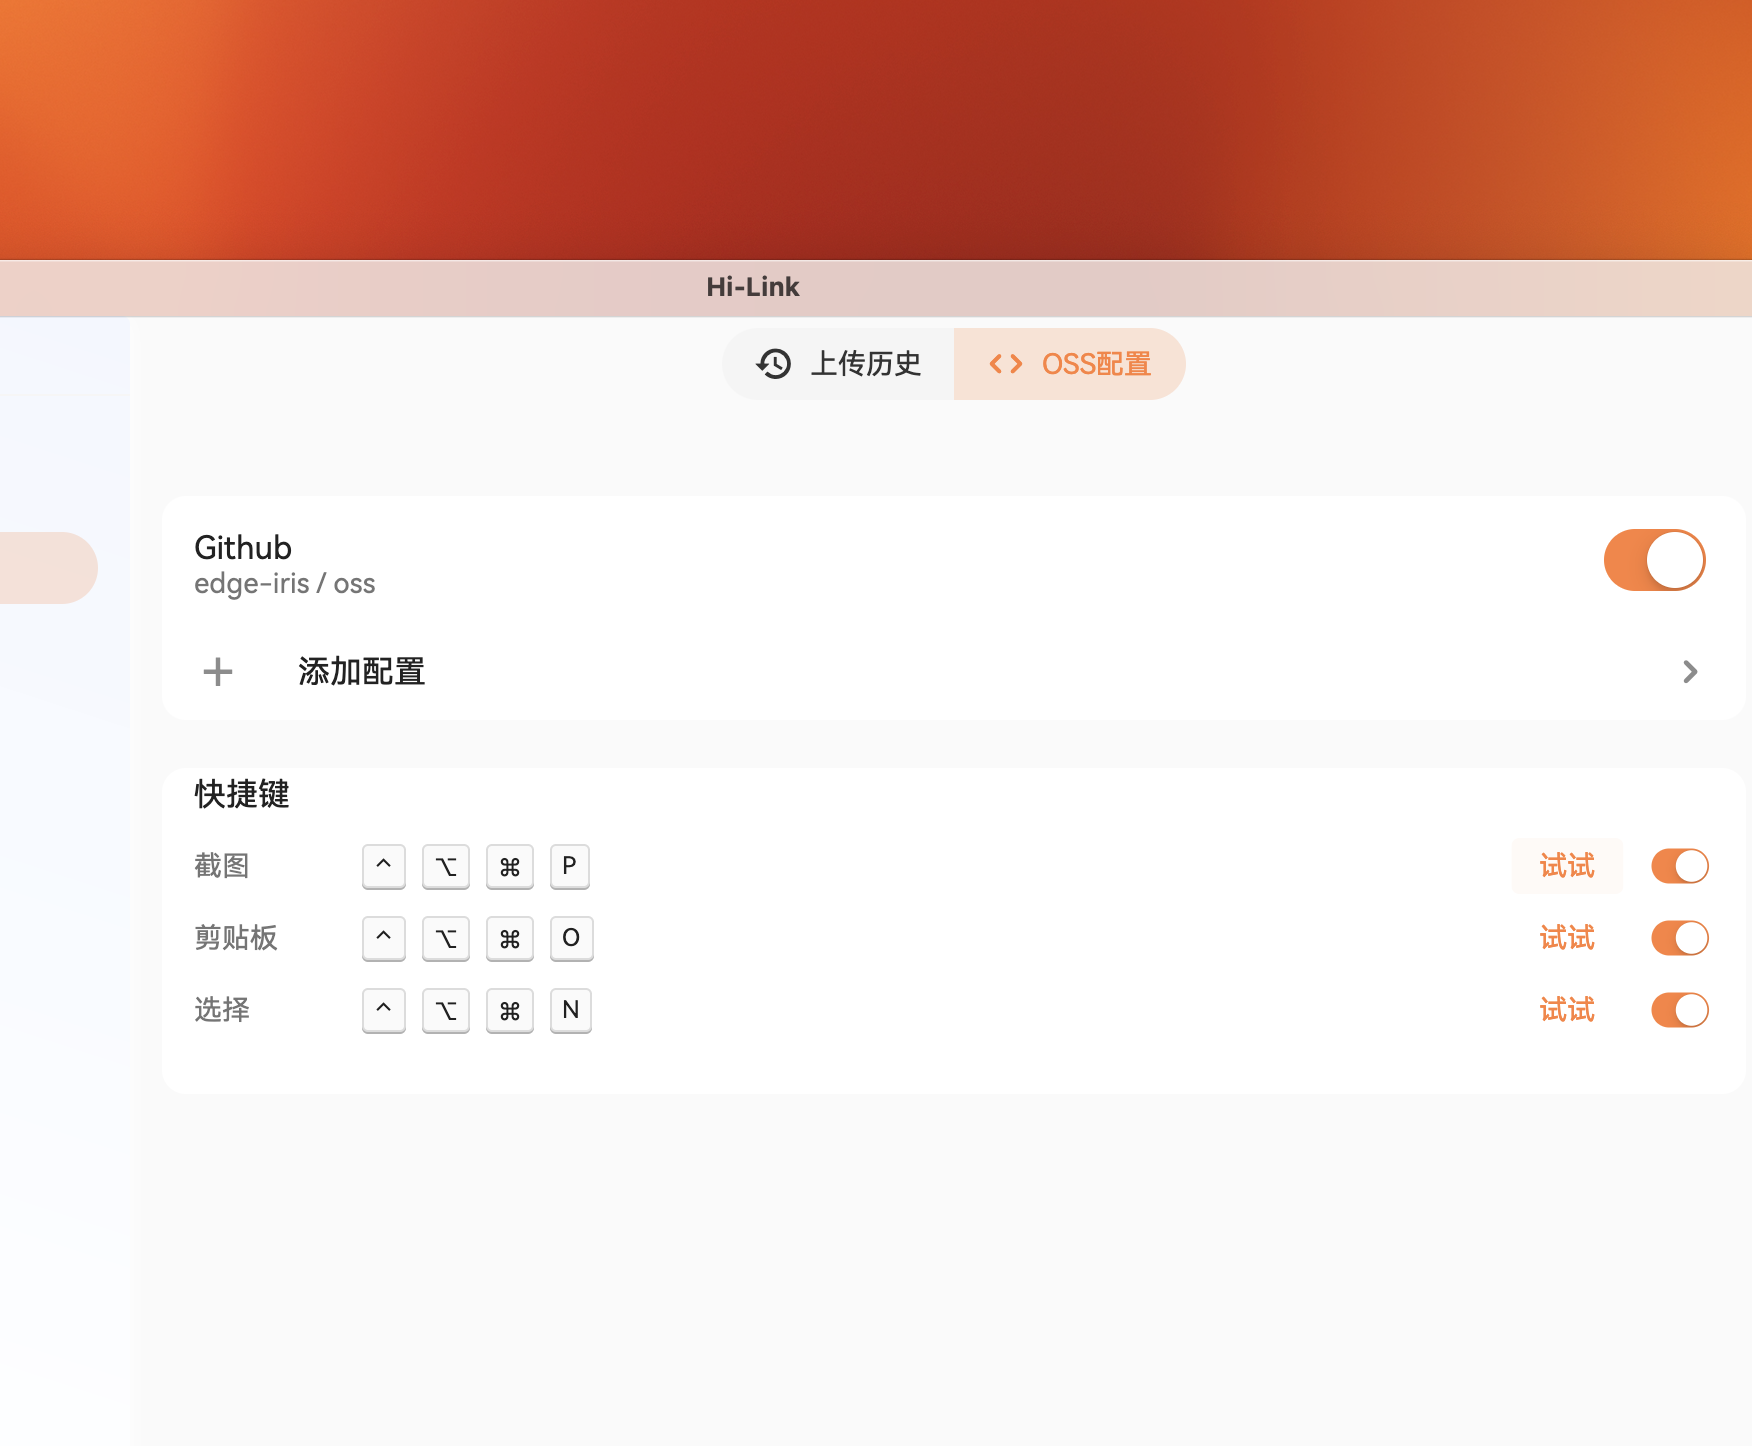 Hi-Link
上传历史 OSS配置
Github
edge-iris / oss
添加配置
快捷键
截图 ^ ⌥ ⌘ P 试试
剪贴板 ^ ⌥ ⌘ O 试试
选择 ^ ⌥ ⌘ N 试试